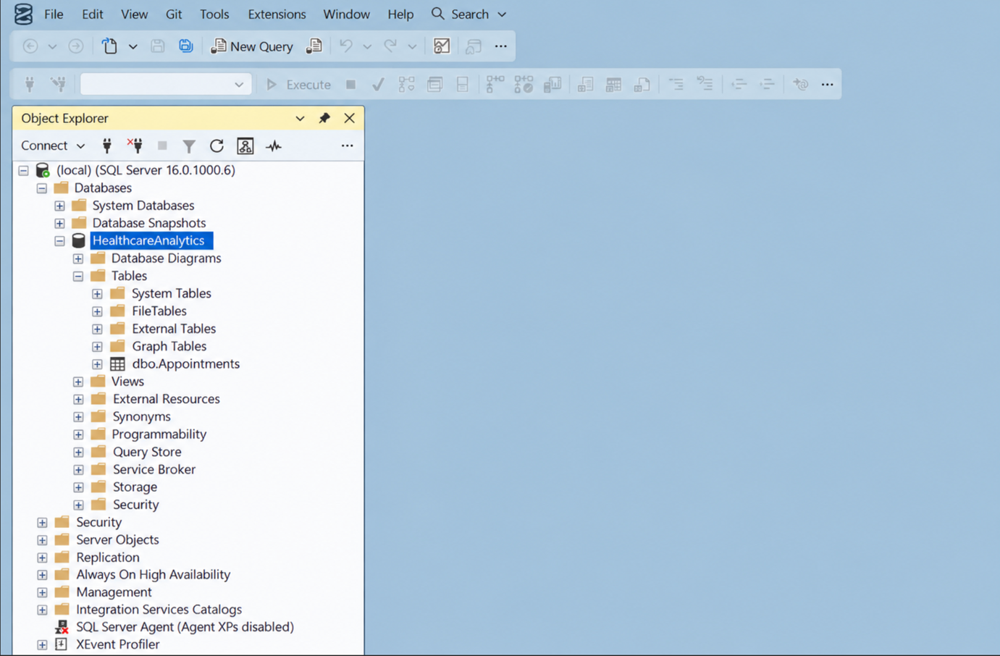 File Edit View Git Tools Extensions Window Help Search
New Query
Execute
Object Explorer
Connect
(local) (SQL Server 16.0.1000.6)
Databases
System Databases
Database Snapshots
HealthcareAnalytics
Database Diagrams
Tables
System Tables
FileTables
External Tables
Graph Tables
dbo.Appointments
Views
External Resources
Synonyms
Programmability
Query Store
Service Broker
Storage
Security
Security
Server Objects
Replication
Always On High Availability
Management
Integration Services Catalogs
SQL Server Agent (Agent XPs disabled)
XEvent Profiler